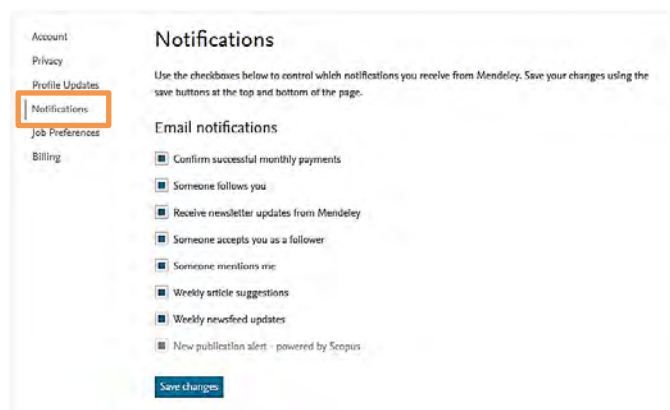 Account
Privacy
Profile Updates
Notifications
Job Preferences
Billing
Notifications
Use the checkboxes below to control which notifications you receive from Mendeley. Save your changes using the
save buttons at the top and bottom of the page.
Email notifications
Confirm successful monthly payments
Someone follows you
Receive newsletter updates from Mendeley
Someone accepts you as a follower
Someone mentions me
Weekly article suggestions
Weekly newsfeed updates
New publication alert - powered by Scopus
Save changes